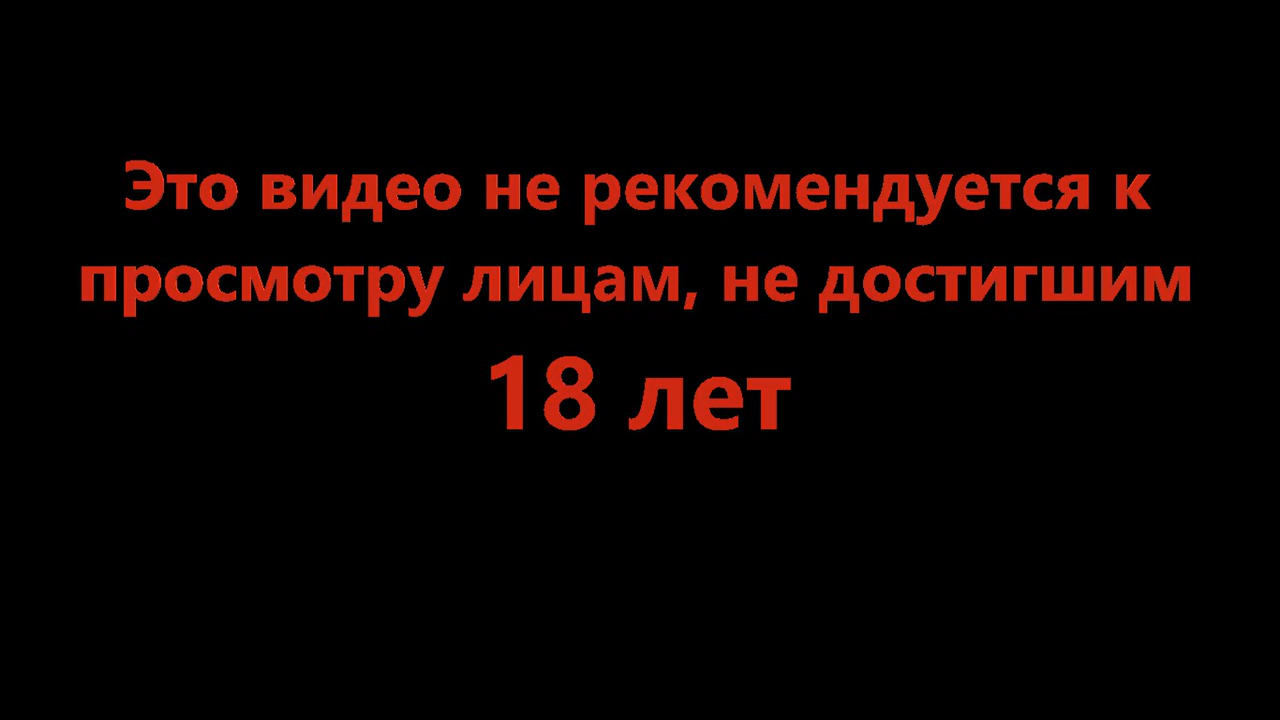 Это видео не рекомендуется к
просмотру лицам, не достигшим
18 лет